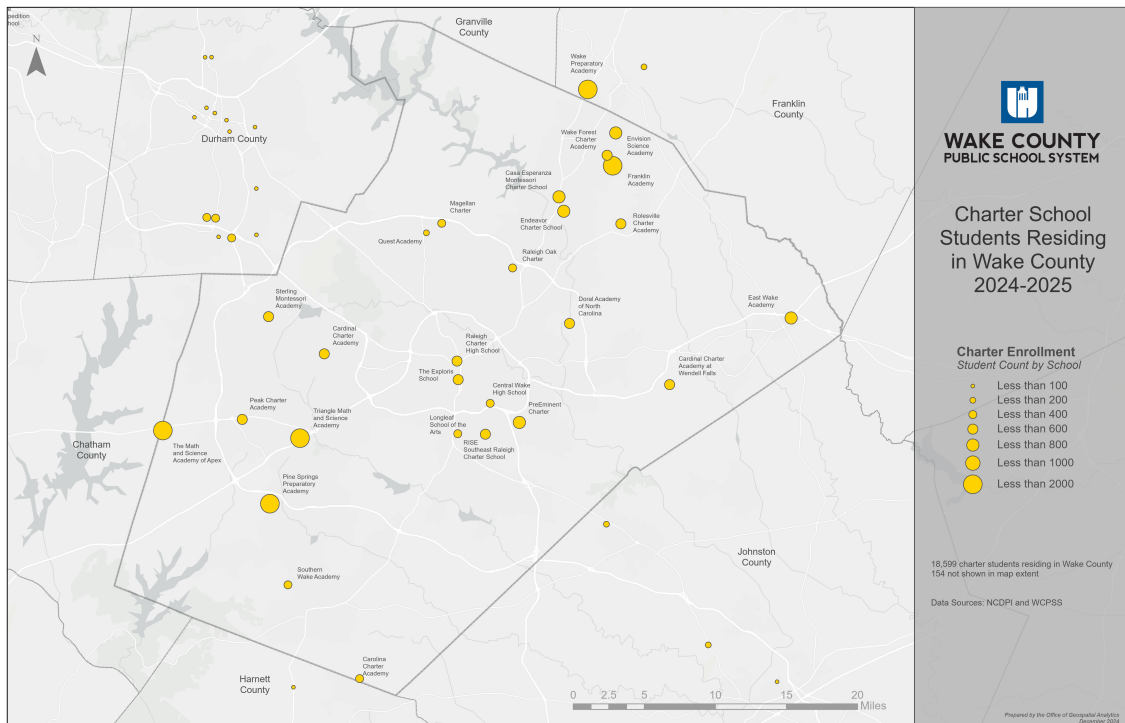 pedition
hool
N
Granville
County
Wake
Preparatory
Academy
Franklin
County
Durham County
Wake Forest
Charter
Academy
Envision
Science
Academy
Franklin
Academy
Casa Esperanza
Montessori
Charter School
Magellan
Charter
Quest Academy
Endeavor
Charter School
Rolesville
Charter
Academy
Raleigh Oak
Charter
Sterling
Montessori
Academy
Doral Academy
of North
Carolina
East Wake
Academy
Cardinal
Charter
Academy
Raleigh
Charter
High School
The Exploris
School
Cardinal Charter
Academy at
Wendell Falls
Central Wake
High School
Peak Charter
Academy
Triangle Math
and Science
Academy
Longleaf
School of the
Arts
PreEminent
Charter
RISE
Southeast Raleigh
Charter School
Chatham
County
The Math
and Science
Academy of Apex
Pine Springs
Preparatory
Academy
Southern
Wake Academy
Johnston
County
Carolina
Charter
Academy
Harnett
County
0 2.5 5 10 15 20
Miles
WAKE COUNTY
PUBLIC SCHOOL SYSTEM
Charter School
Students Residing
in Wake County
2024-2025
Charter Enrollment
Student Count by School
Less than 100
Less than 200
Less than 400
Less than 600
Less than 800
Less than 1000
Less than 2000
18,599 charter students residing in Wake County
154 not shown in map extent
Data Sources: NCDPI and WCPSS
Prepared by the Office of Geospatial Analytics
December 2024